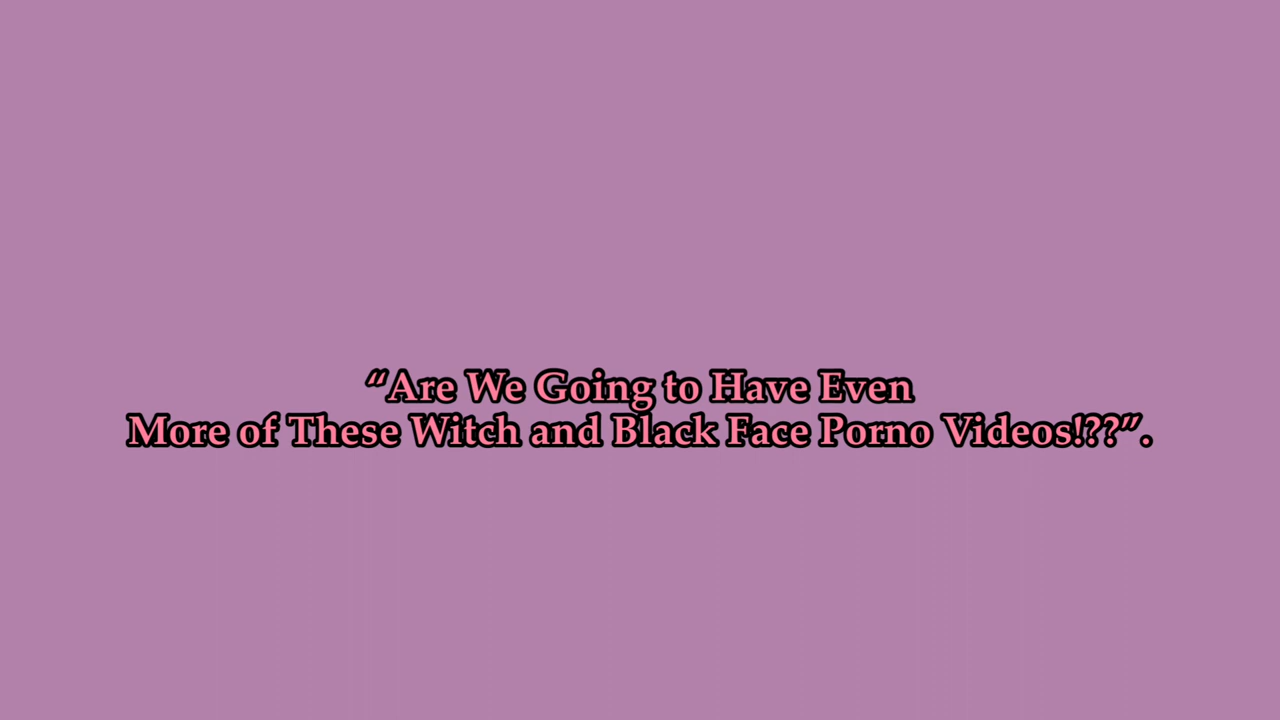 “Are We Going to Have Even
More of These Witch and Black Face Porno Videos!??”.